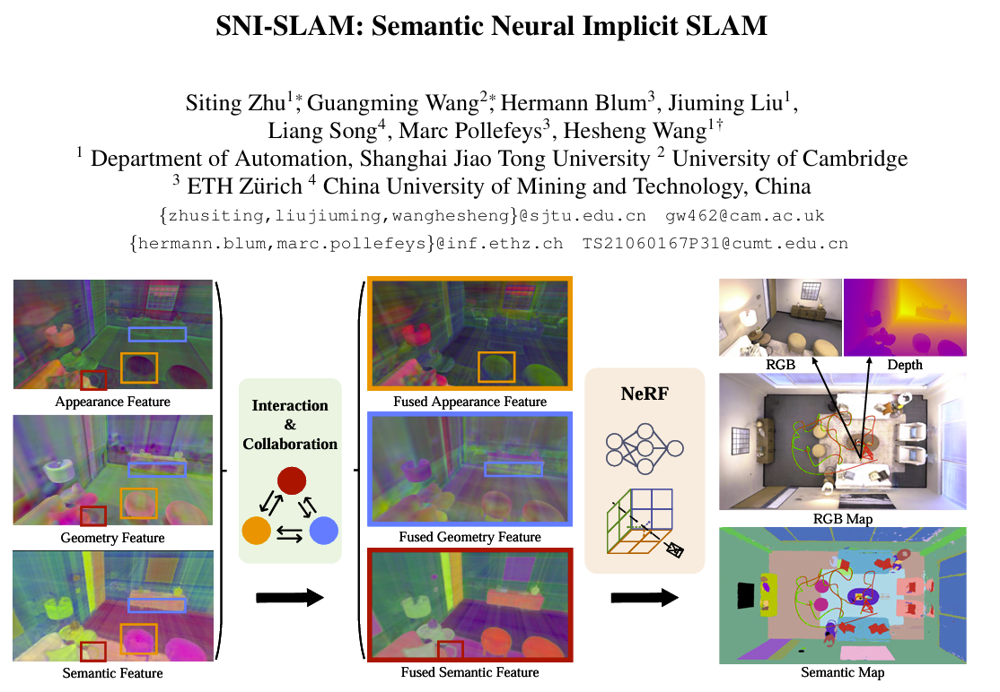 SNI-SLAM: Semantic Neural Implicit SLAM
Siting Zhu1*, Guangming Wang2*, Hermann Blum3, Jiuming Liu1,
Liang Song4, Marc Pollefeys3, Hesheng Wang1†
1 Department of Automation, Shanghai Jiao Tong University 2 University of Cambridge
3 ETH Zürich 4 China University of Mining and Technology, China
{zhusiting,liujiuming,wanghesheng}@sjtu.edu.cn gw462@cam.ac.uk
{hermann.blum,marc.pollefeys}@inf.ethz.ch TS21060167P31@cumt.edu.cn
Appearance Feature
Geometry Feature
Semantic Feature
Interaction
&
Collaboration
Fused Appearance Feature
Fused Geometry Feature
Fused Semantic Feature
NeRF
RGB
Depth
RGB Map
Semantic Map